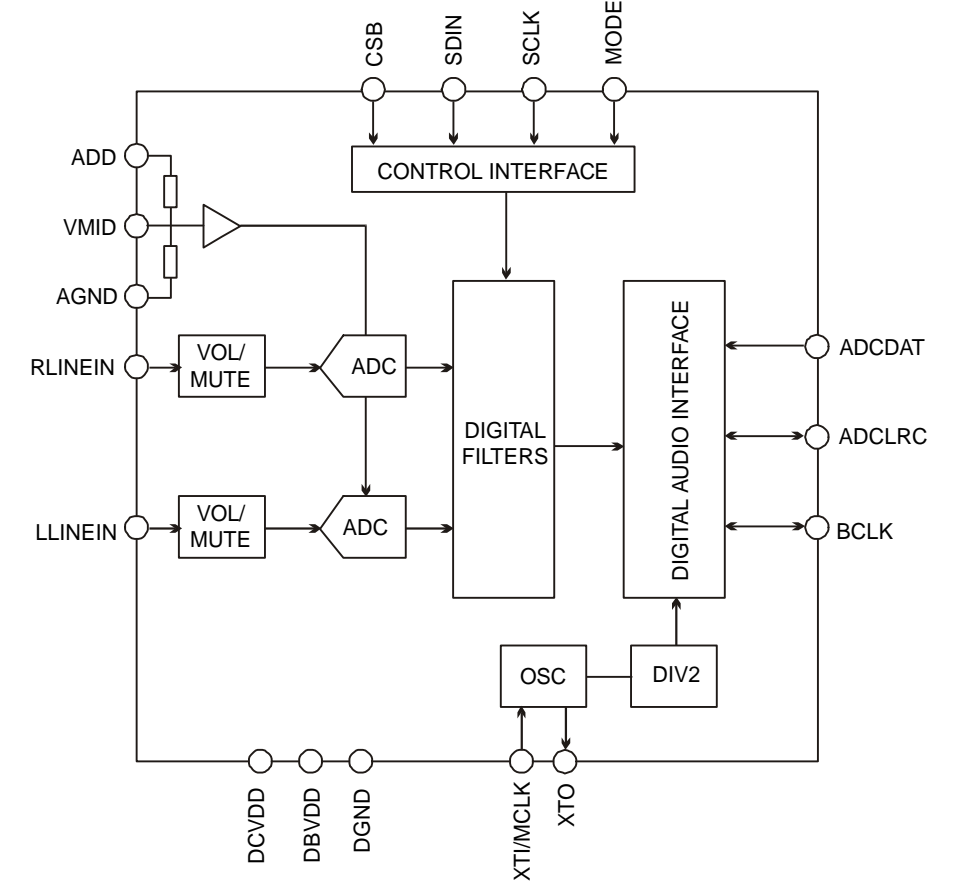 CSB
SDIN
SCLK
MODE
ADD
VMID
AGND
CONTROL INTERFACE
RLINEIN
VOL/
MUTE
ADC
LLINEIN
VOL/
MUTE
ADC
DIGITAL
FILTERS
DIGITAL AUDIO INTERFACE
ADCDAT
ADCLRC
BCLK
OSC
DIV2
DCVDD
DBVDD
DGND
XTI/MCLK
XTO